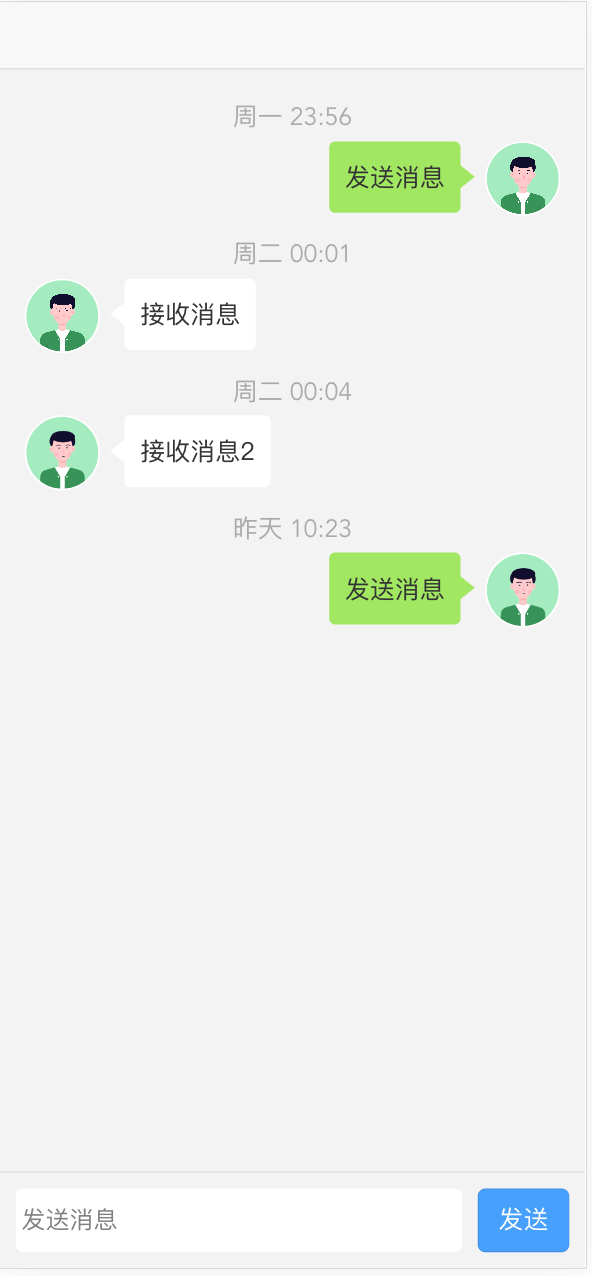 周一 23:56
发送消息
周二 00:01
接收消息
周二 00:04
接收消息2
昨天 10:23
发送消息
发送消息 发送